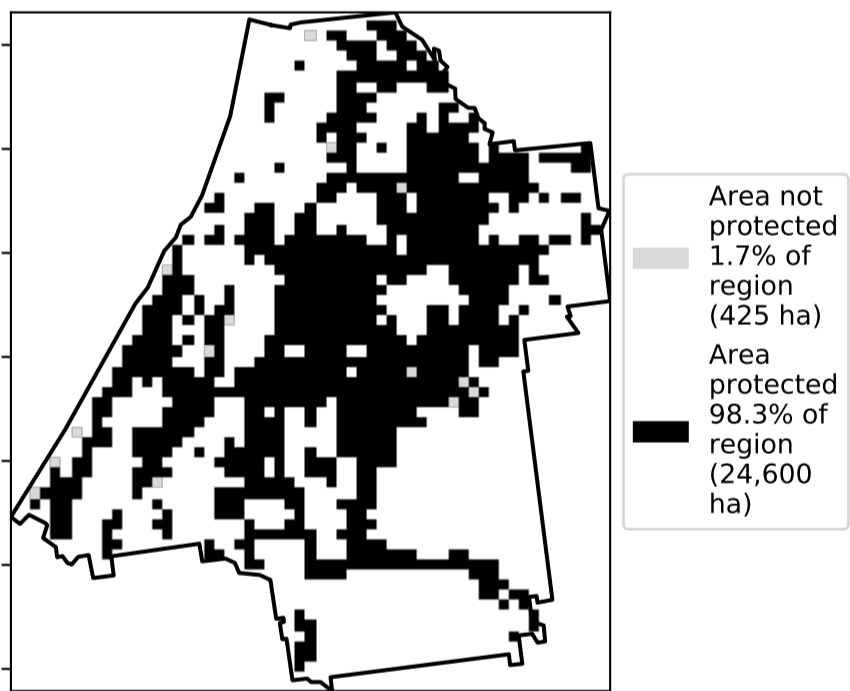 Area not
protected
1.7% of
region
(425 ha)
Area
protected
98.3% of
region
(24,600
ha)